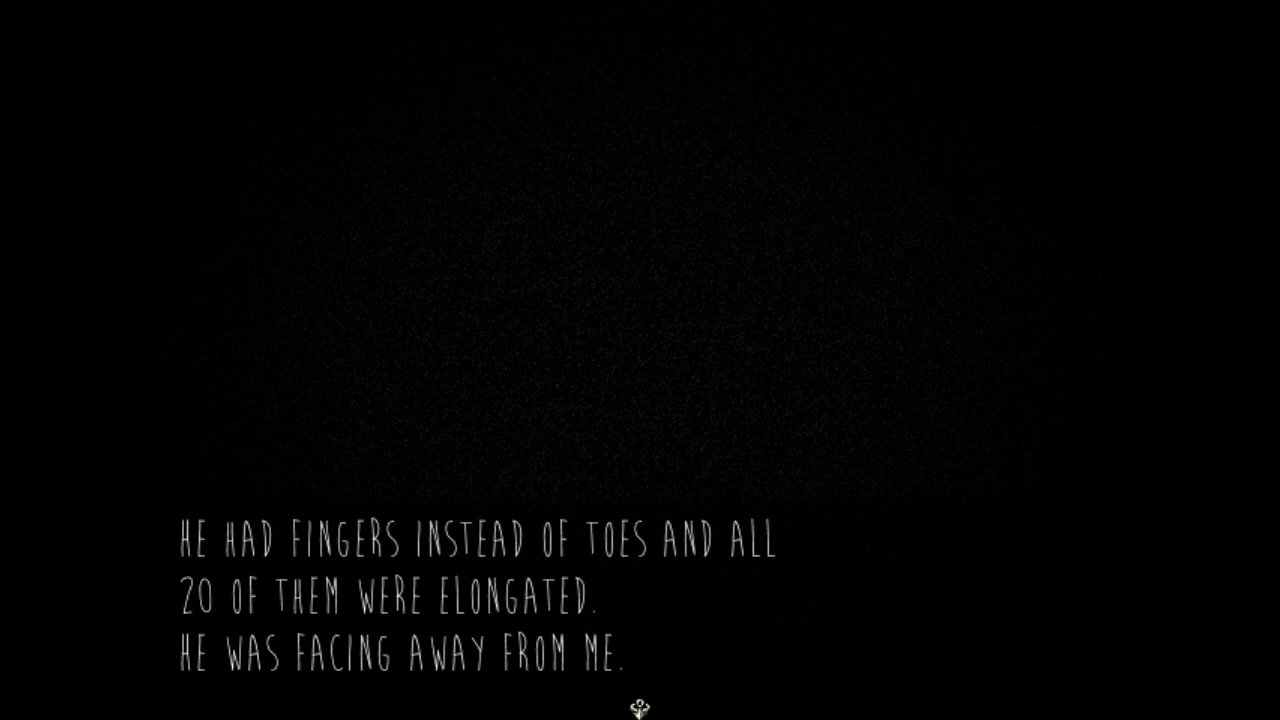 HE HAD FINGERS INSTEAD OF TOES AND ALL
20 OF THEM WERE ELONGATED.
HE WAS FACING AWAY FROM ME.